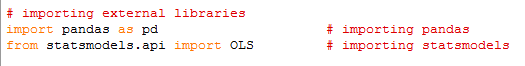 # importing external libraries
import pandas as pd                        # importing pandas
from statsmodels.api import OLS            # importing statsmodels